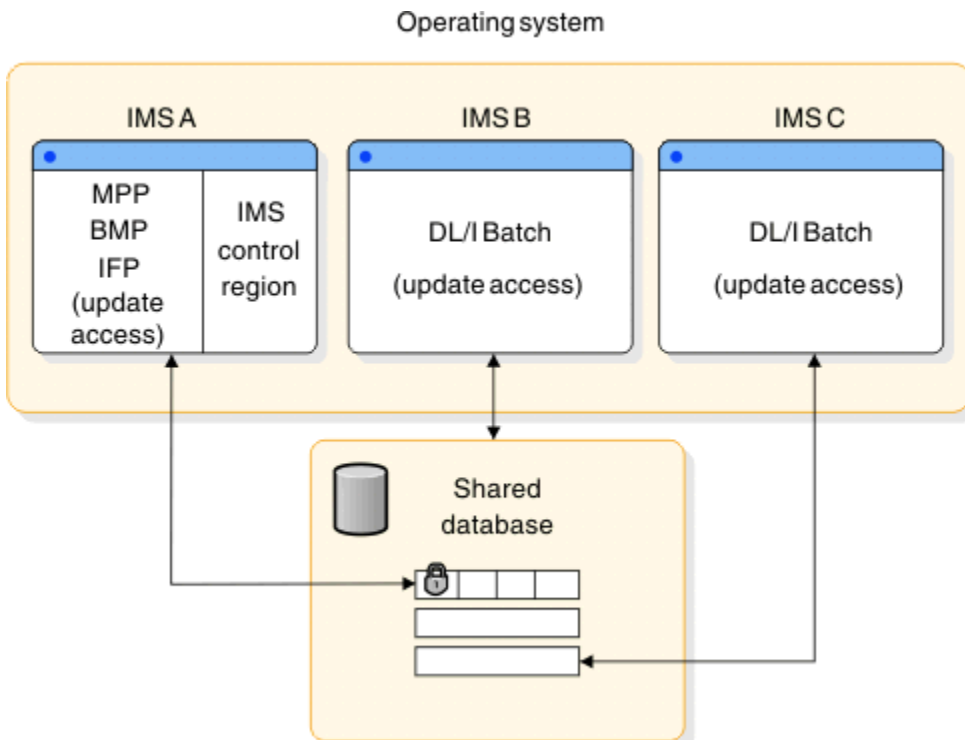 Operating system
IMS A
IMS B
IMS C
MPP
BMP
IFP
(update
access)
IMS
control
region
DL/I Batch
(update access)
DL/I Batch
(update access)
Shared
database